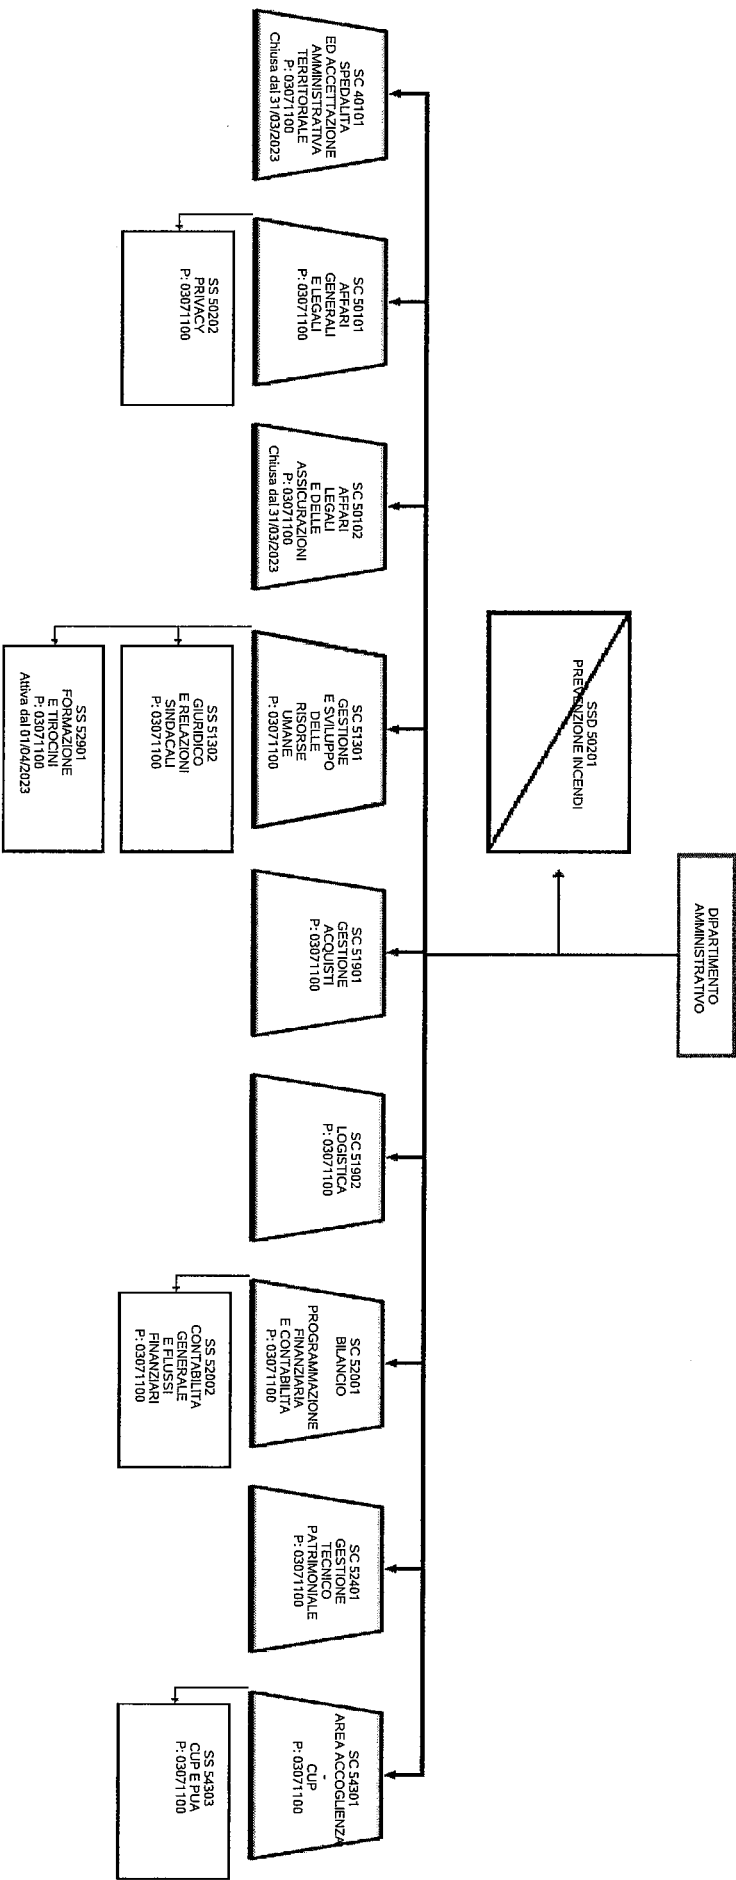 DIPARTIMENTO
AMMINISTRATIVO
SSD 50201
PREVENZIONE INCENDI
SC 40101
SPEDALITA
ED ACCETTAZIONE
AMMINISTRATIVA
TERRITORIALE
P: 03071100
Chiusa dal 31/03/2023
SC 50101
AFFARI
GENERALI
E LEGALI
P: 03071100
SS 50202
PRIVACY
P: 03071100
SC 50102
AFFARI
LEGALI
E DELLE
ASSICURAZIONI
P: 03071100
Chiusa dal 31/03/2023
SC 51301
GESTIONE
E SVILUPPO
DELLE
RISORSE
UMANE
P: 03071100
SS 51302
GIURIDICO
E RELAZIONI
SINDACALI
P: 03071100
SS 52901
FORMAZIONE
E TIROCINI
P: 03071100
Attiva dal 01/04/2023
SC 51901
GESTIONE
ACQUISTI
P: 03071100
SC 51902
LOGISTICA
P: 03071100
SC 52001
BILANCIO
PROGRAMMAZIONE
FINANZIARIA
E CONTABILITA
P: 03071100
SS 52002
CONTABILITA
GENERALE
E FLUSSI
FINANZIARI
P: 03071100
SC 52401
GESTIONE
TECNICO
PATRIMONIALE
P: 03071100
SC 54301
AREA ACCOGLIENZA
-
CUP
P: 03071100
SS 54303
CUP E PUA
P: 03071100